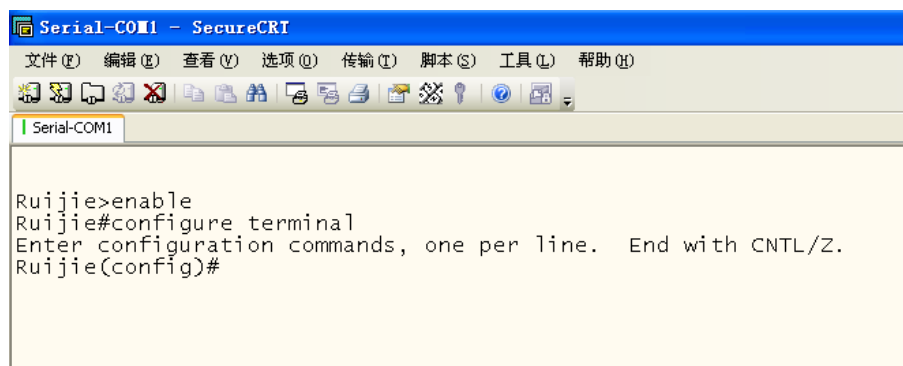 Serial-COM1 - SecureCRT
文件(F) 编辑(E) 查看(V) 选项(O) 传输(T) 脚本(S) 工具(L) 帮助(H)
Serial-COM1
Ruijie>enable
Ruijie#configure terminal
Enter configuration commands, one per line.  End with CNTL/Z.
Ruijie(config)#